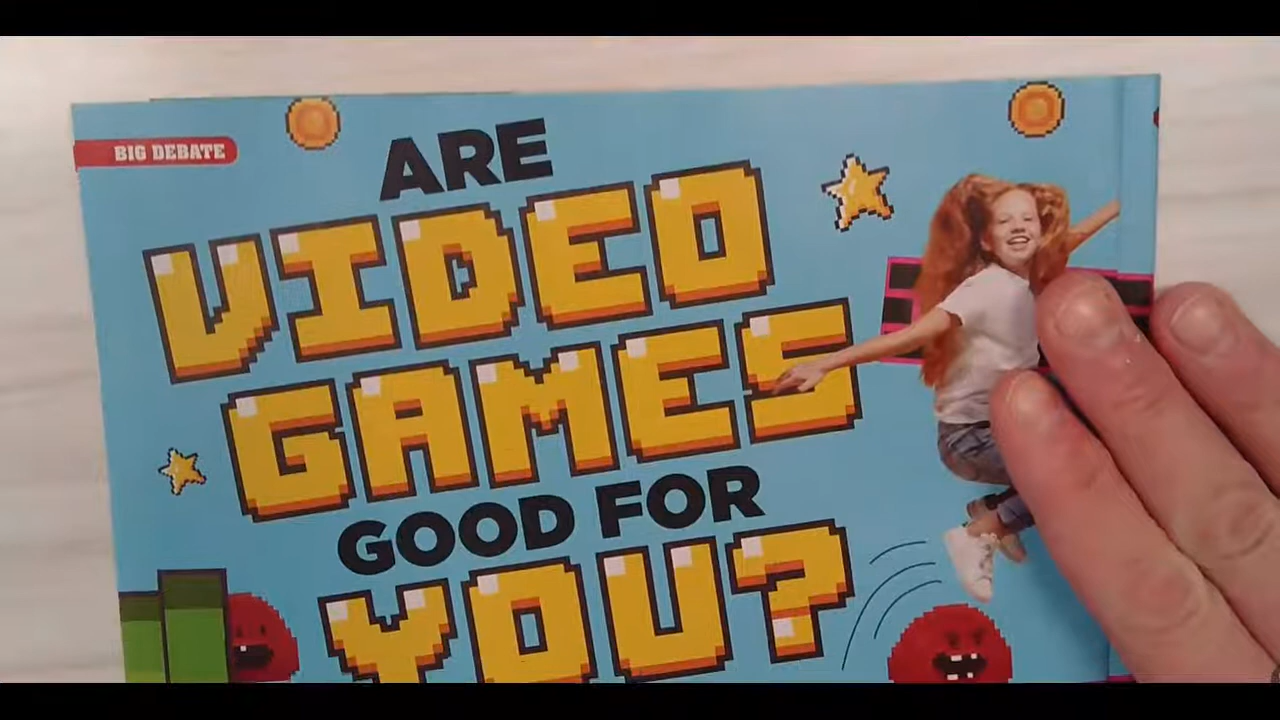 BIG DEBATE
ARE
VIDEO
GAMES
GOOD FOR
YOU?